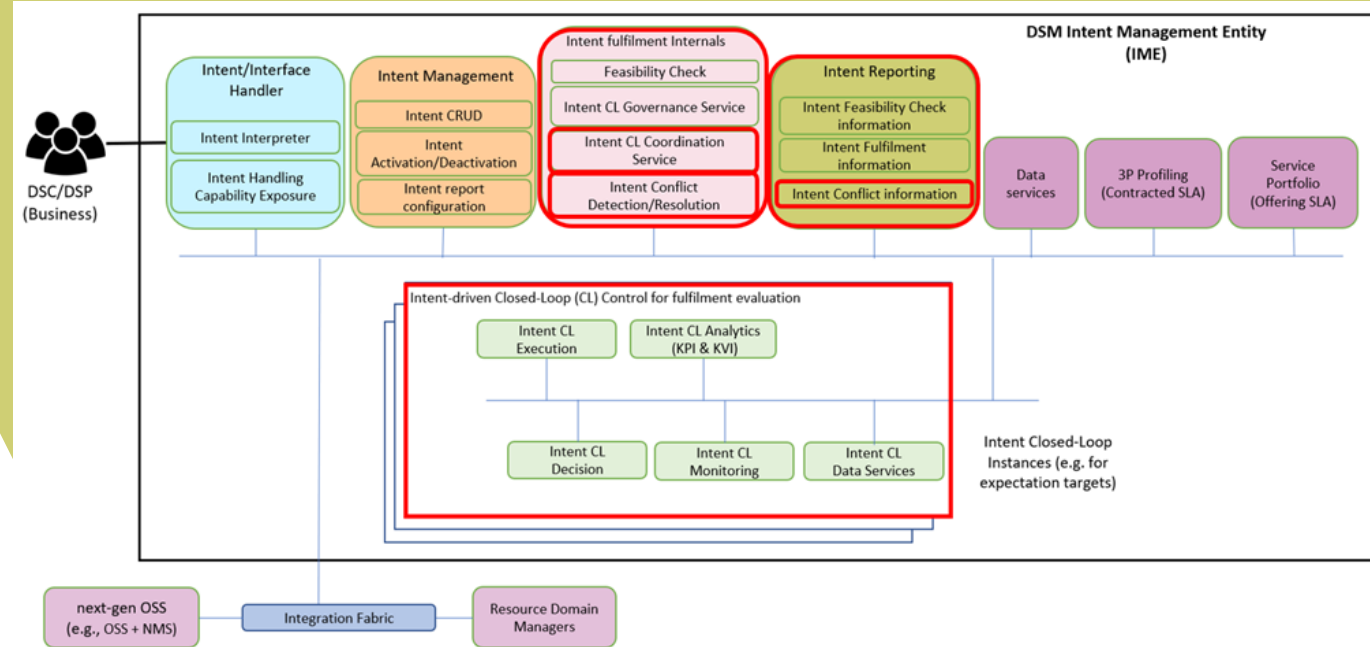 DSM Intent Management Entity
(IME)
DSC/DSP
(Business)
Intent/Interface
Handler
Intent Interpreter
Intent Handling
Capability Exposure
Intent Management
Intent CRUD
Intent
Activation/Deactivation
Intent report
configuration
Intent fulfilment Internals
Feasibility Check
Intent CL Governance Service
Intent CL Coordination
Service
Intent Conflict
Detection/Resolution
Intent Reporting
Intent Feasibility Check
information
Intent Fulfilment
information
Intent Conflict information
Data
services
3P Profiling
(Contracted SLA)
Service
Portfolio
(Offering SLA)
Intent-driven Closed-Loop (CL) Control for fulfilment evaluation
Intent CL
Execution
Intent CL Analytics
(KPI & KVI)
Intent CL
Decision
Intent CL
Monitoring
Intent CL
Data Services
Intent Closed-Loop
Instances (e.g. for
expectation targets)
next-gen OSS
(e.g., OSS + NMS)
Integration Fabric
Resource Domain
Managers